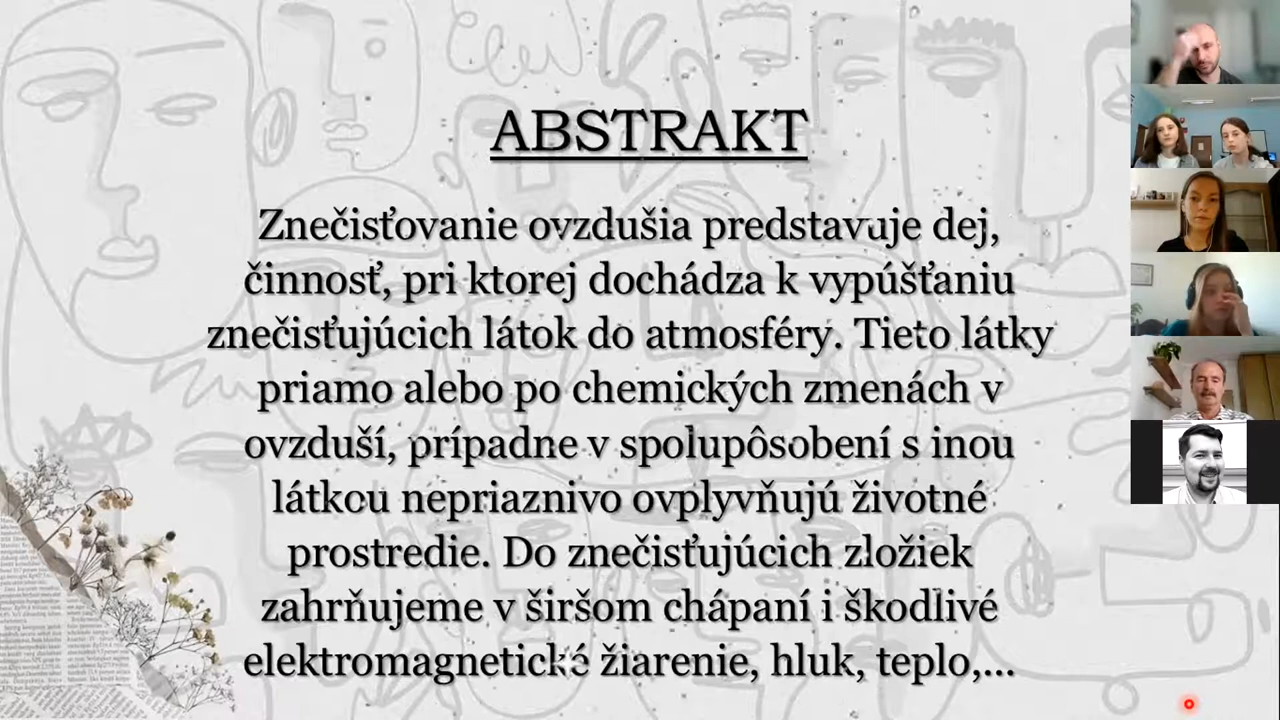 ABSTRAKT
Znečisťovanie ovzdušia predstavuje dej,
činnosť, pri ktorej dochádza k vypúšťaniu
znečisťujúcich látok do atmosféry. Tieto látky
priamo alebo po chemických zmenách v
ovzduší, prípadne v spolupôsobení s inou
látkou nepriaznivo ovplyvňujú životné
prostredie. Do znečisťujúcich zložiek
zahrňujeme v širšom chápaní i škodlivé
elektromagnetické žiarenie, hluk, teplo,...